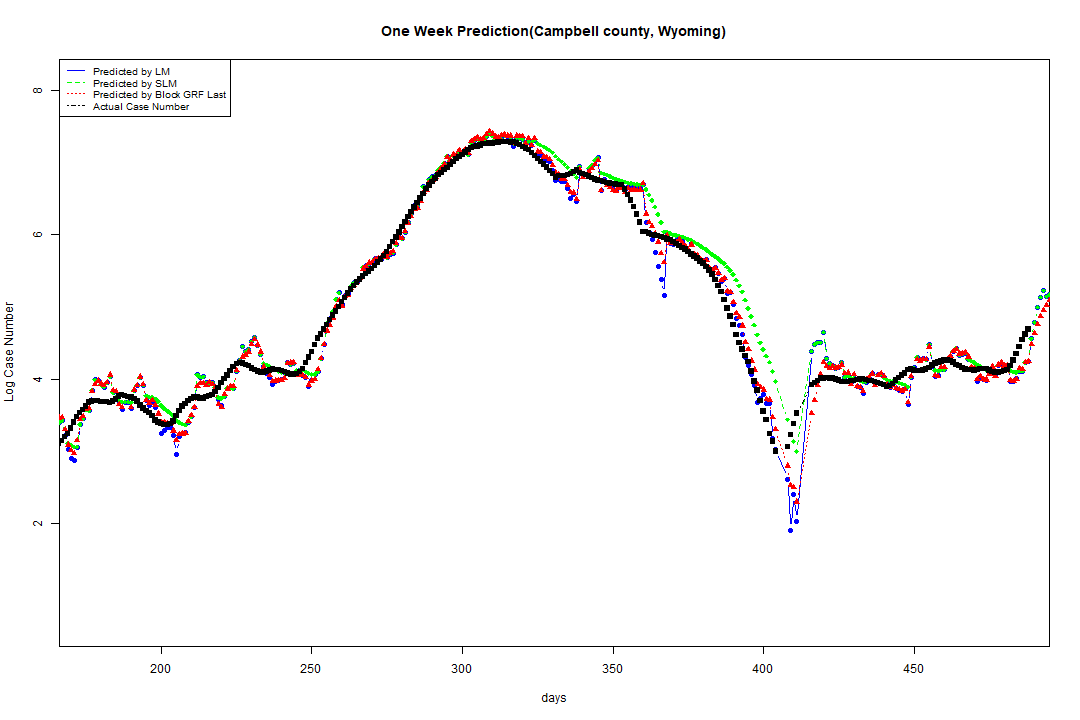 One Week Prediction(Campbell county, Wyoming)
Predicted by LM
Predicted by SLM
Predicted by Block GRF Last
Actual Case Number
8
6
4
2
Log Case Number
200 250 300 350 400 450
days